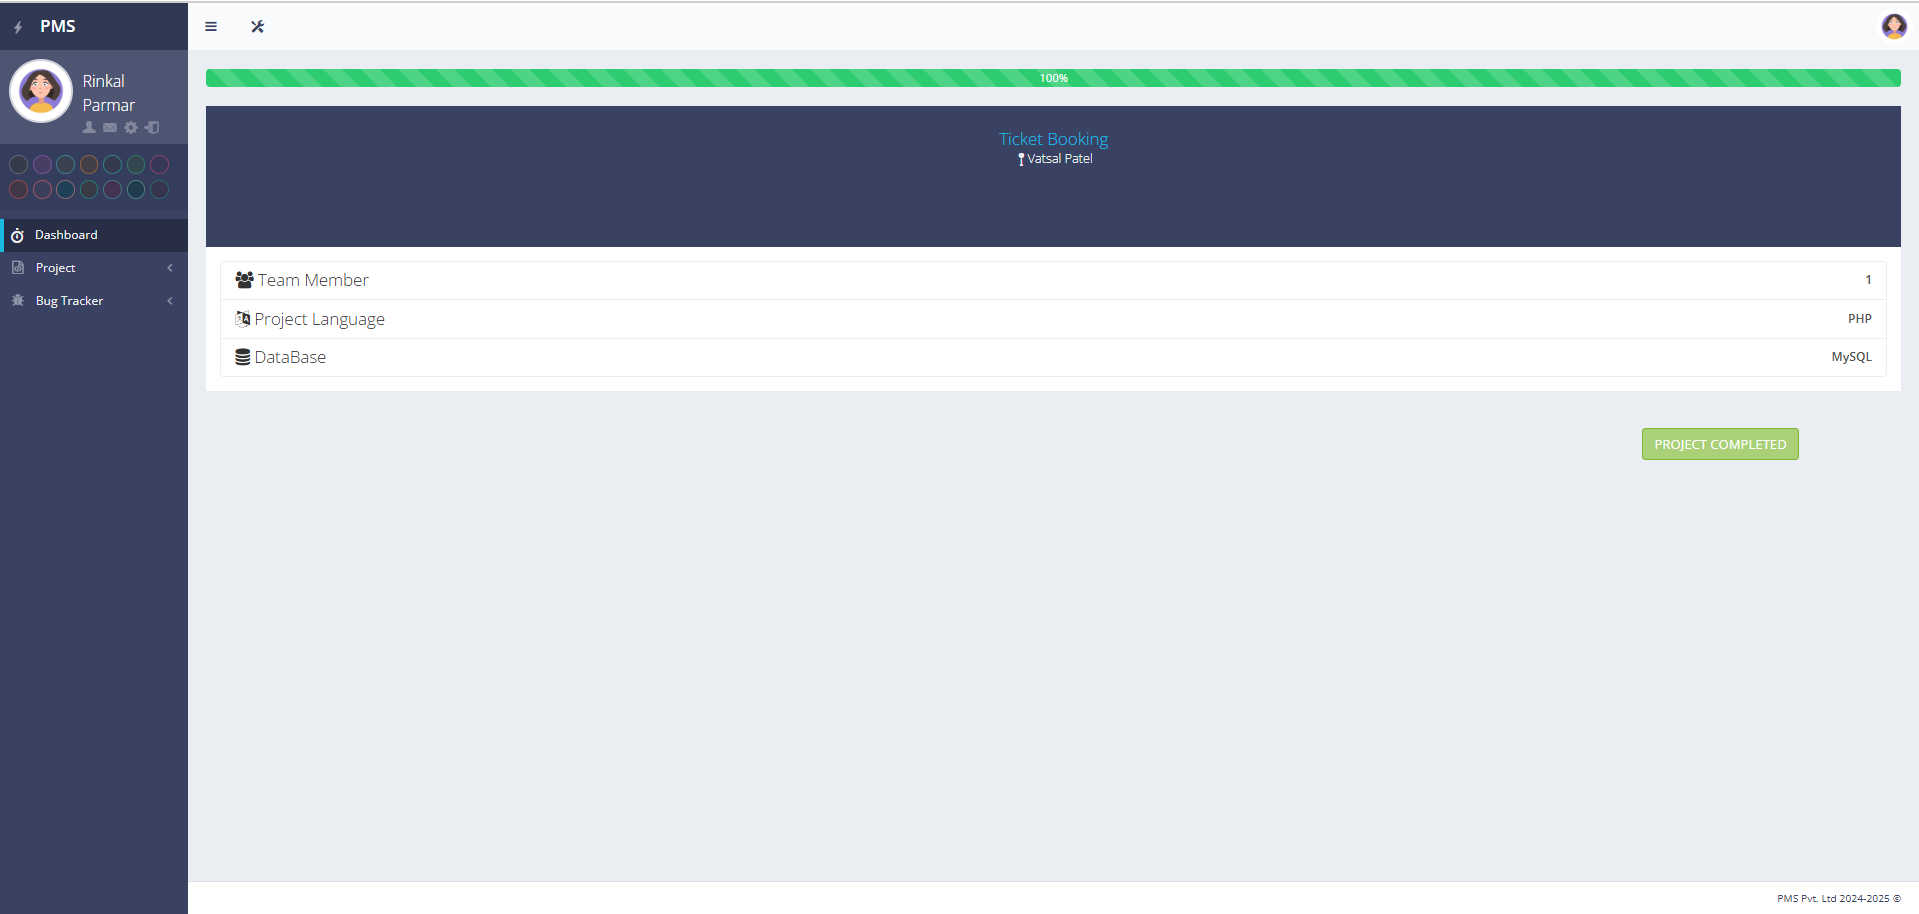 PMS
Rinkal
Parmar
Dashboard
Project
Bug Tracker
100%
Ticket Booking
Vatsal Patel
Team Member 1
Project Language PHP
DataBase MySQL
PROJECT COMPLETED
PMS Pvt. Ltd 2024-2025 ©